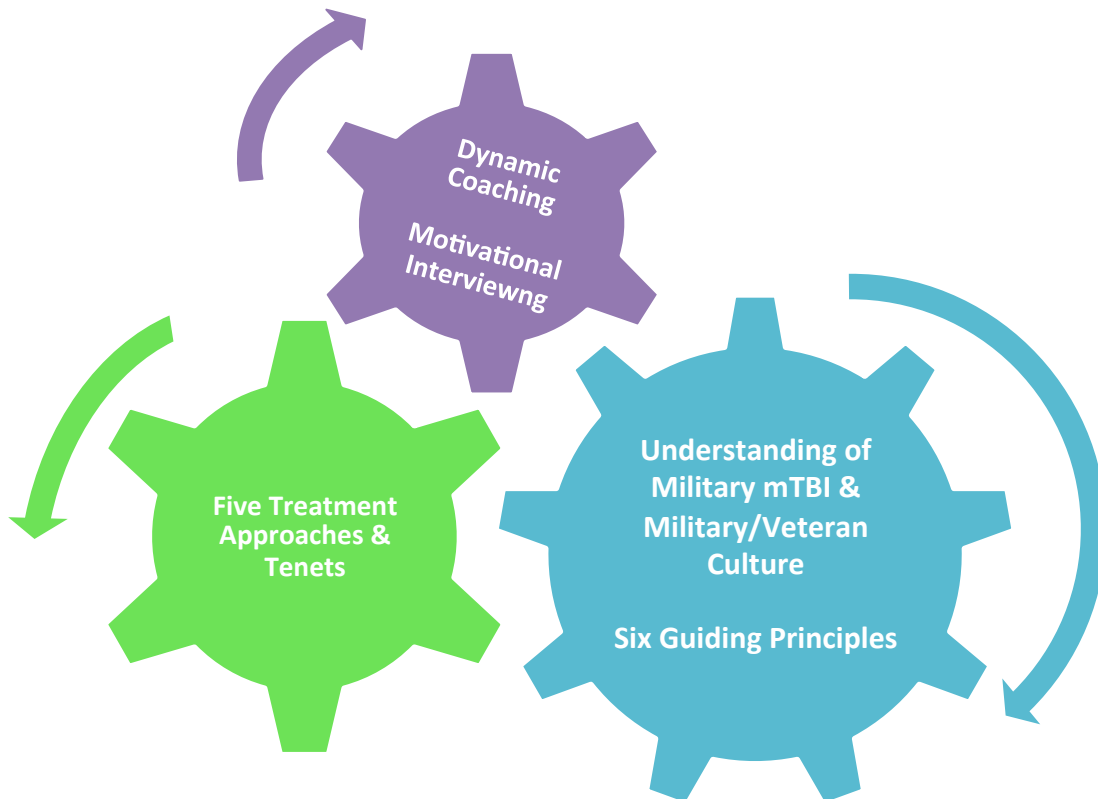 Dynamic
Coaching
Motivational
Interviewng
Five Treatment
Approaches &
Tenets
Understanding of
Military mTBI &
Military/Veteran
Culture
Six Guiding Principles